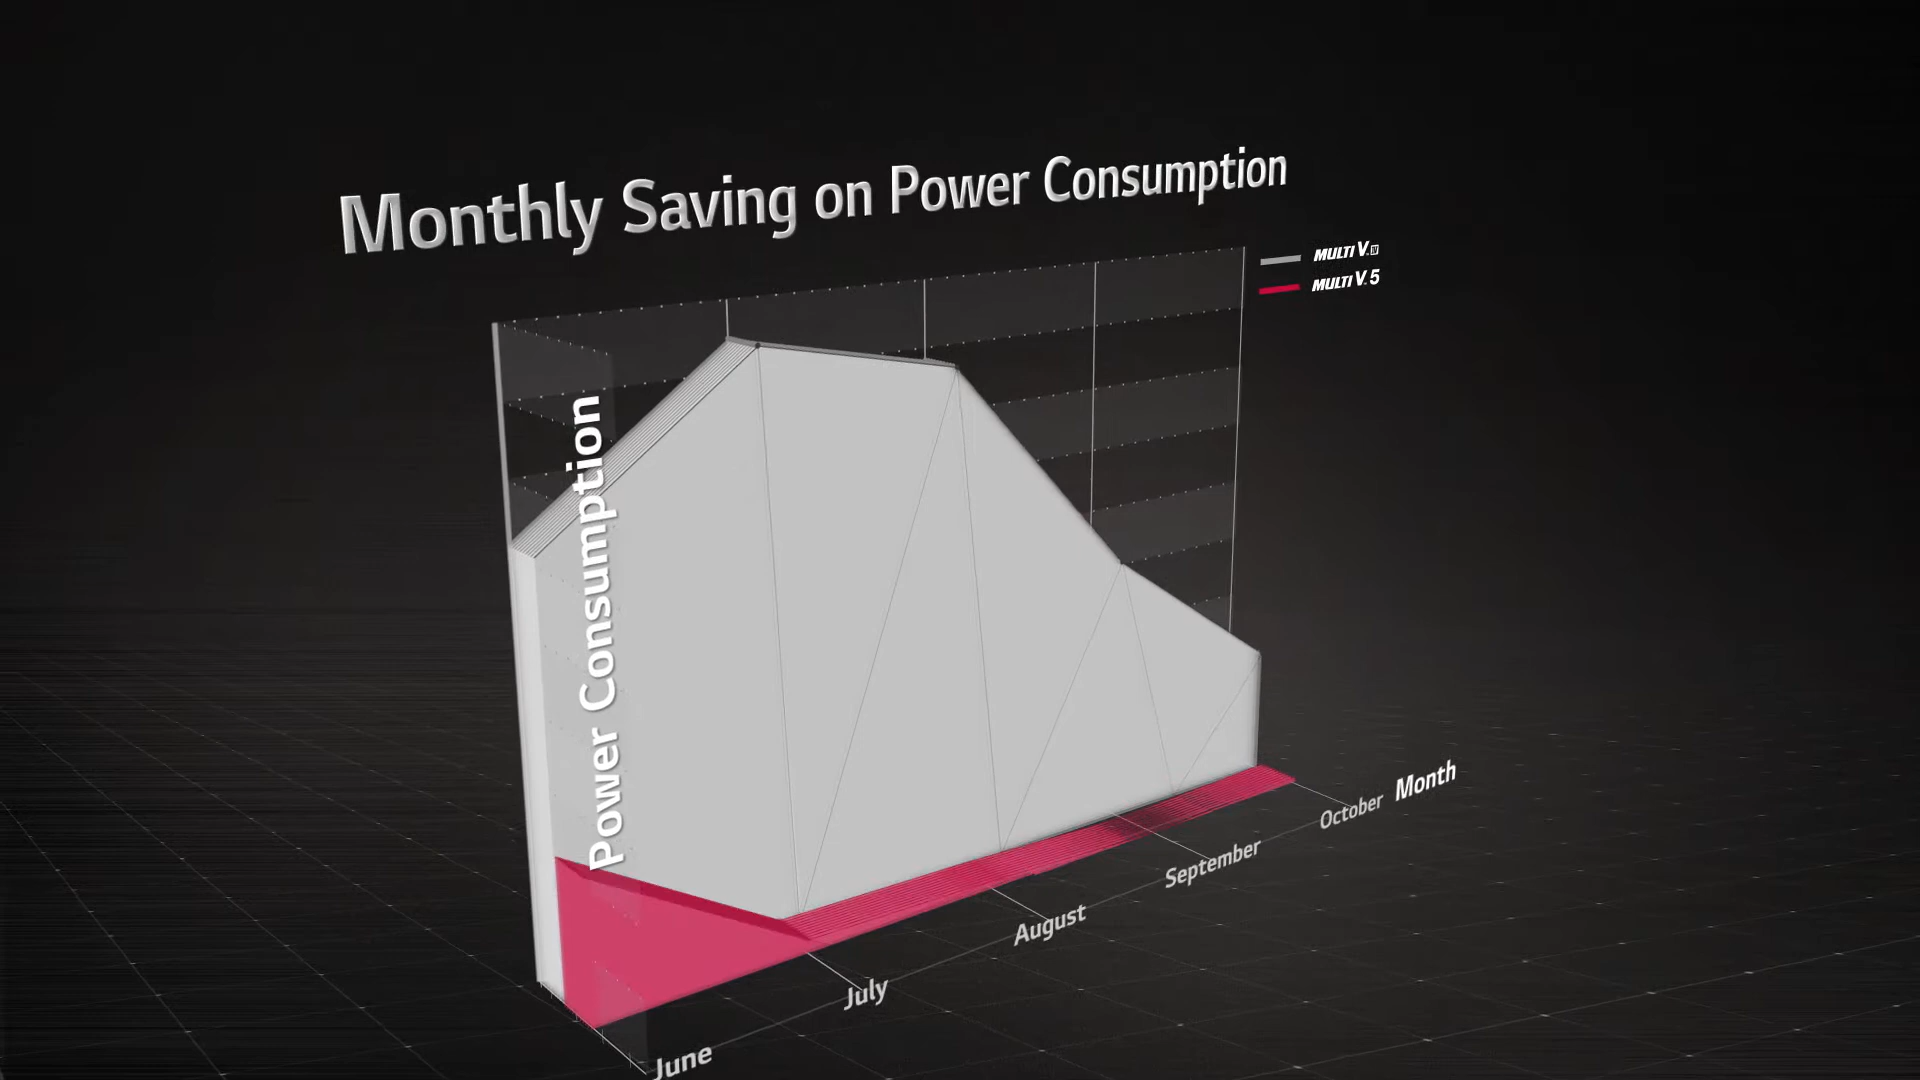 Monthly Saving on Power Consumption
MULTI V. IV
MULTI V. 5
Power Consumption
Month
October
September
August
July
June